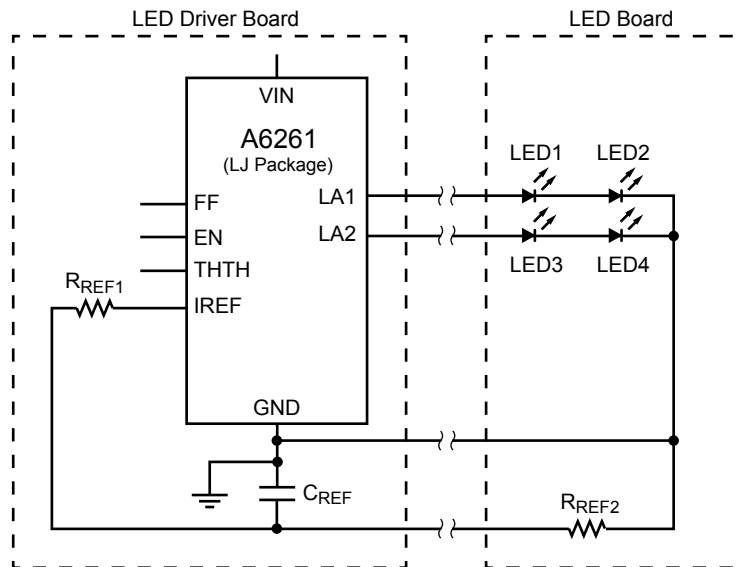 LED Driver Board
LED Board
VIN
A6261
(LJ Package)
LED1
LED2
FF
LA1
EN
LA2
THTH
LED3
LED4
RREF1
IREF
GND
CREF
RREF2